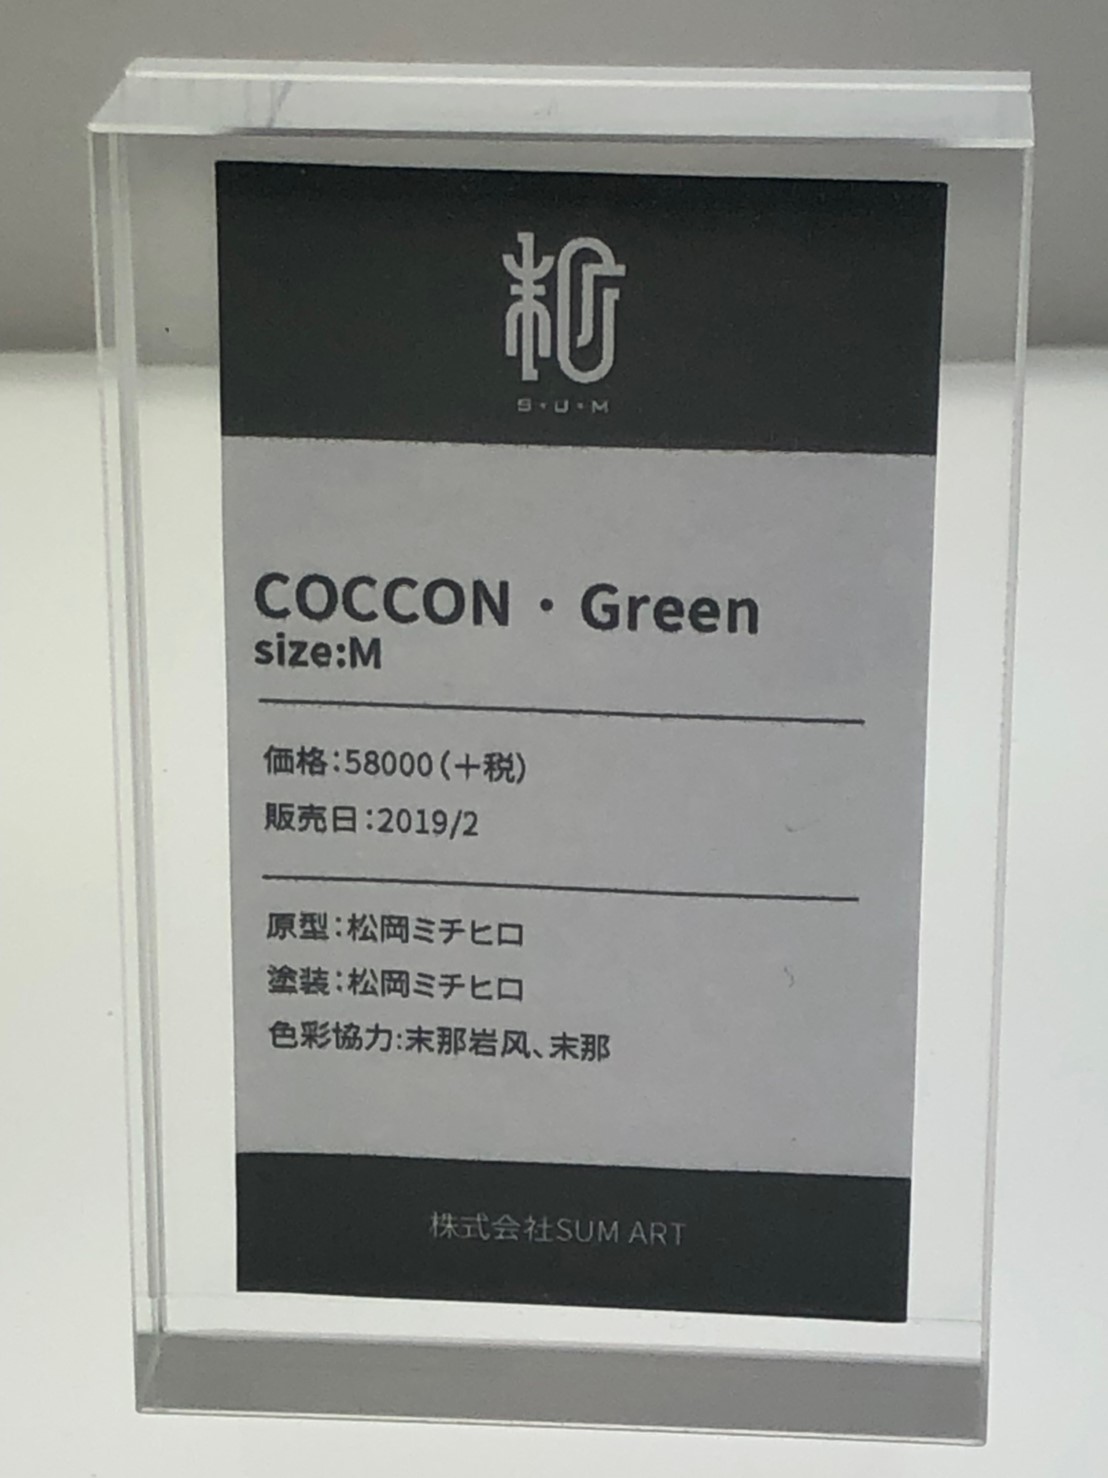 S·U·M
COCCON・Green
size:M
価格:58000(+税)
販売日:2019/2
原型:松岡ミチヒロ
塗装:松岡ミチヒロ
色彩協力:末那岩风、末那
株式会社SUM ART